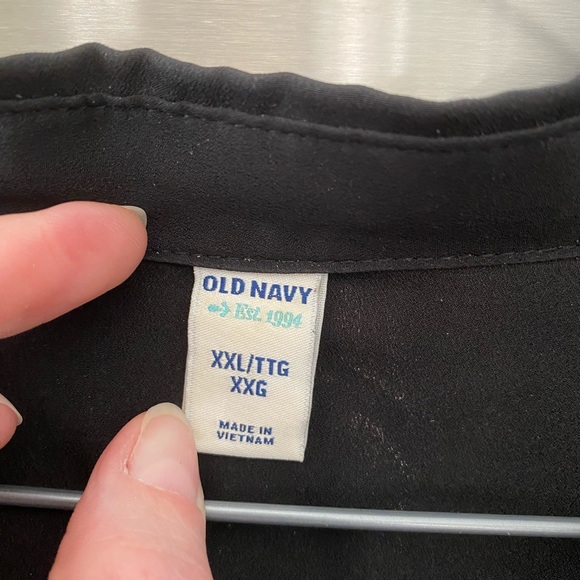 OLD NAVY
Est. 1994
XXL/TTG
XXG
MADE IN
VIETNAM